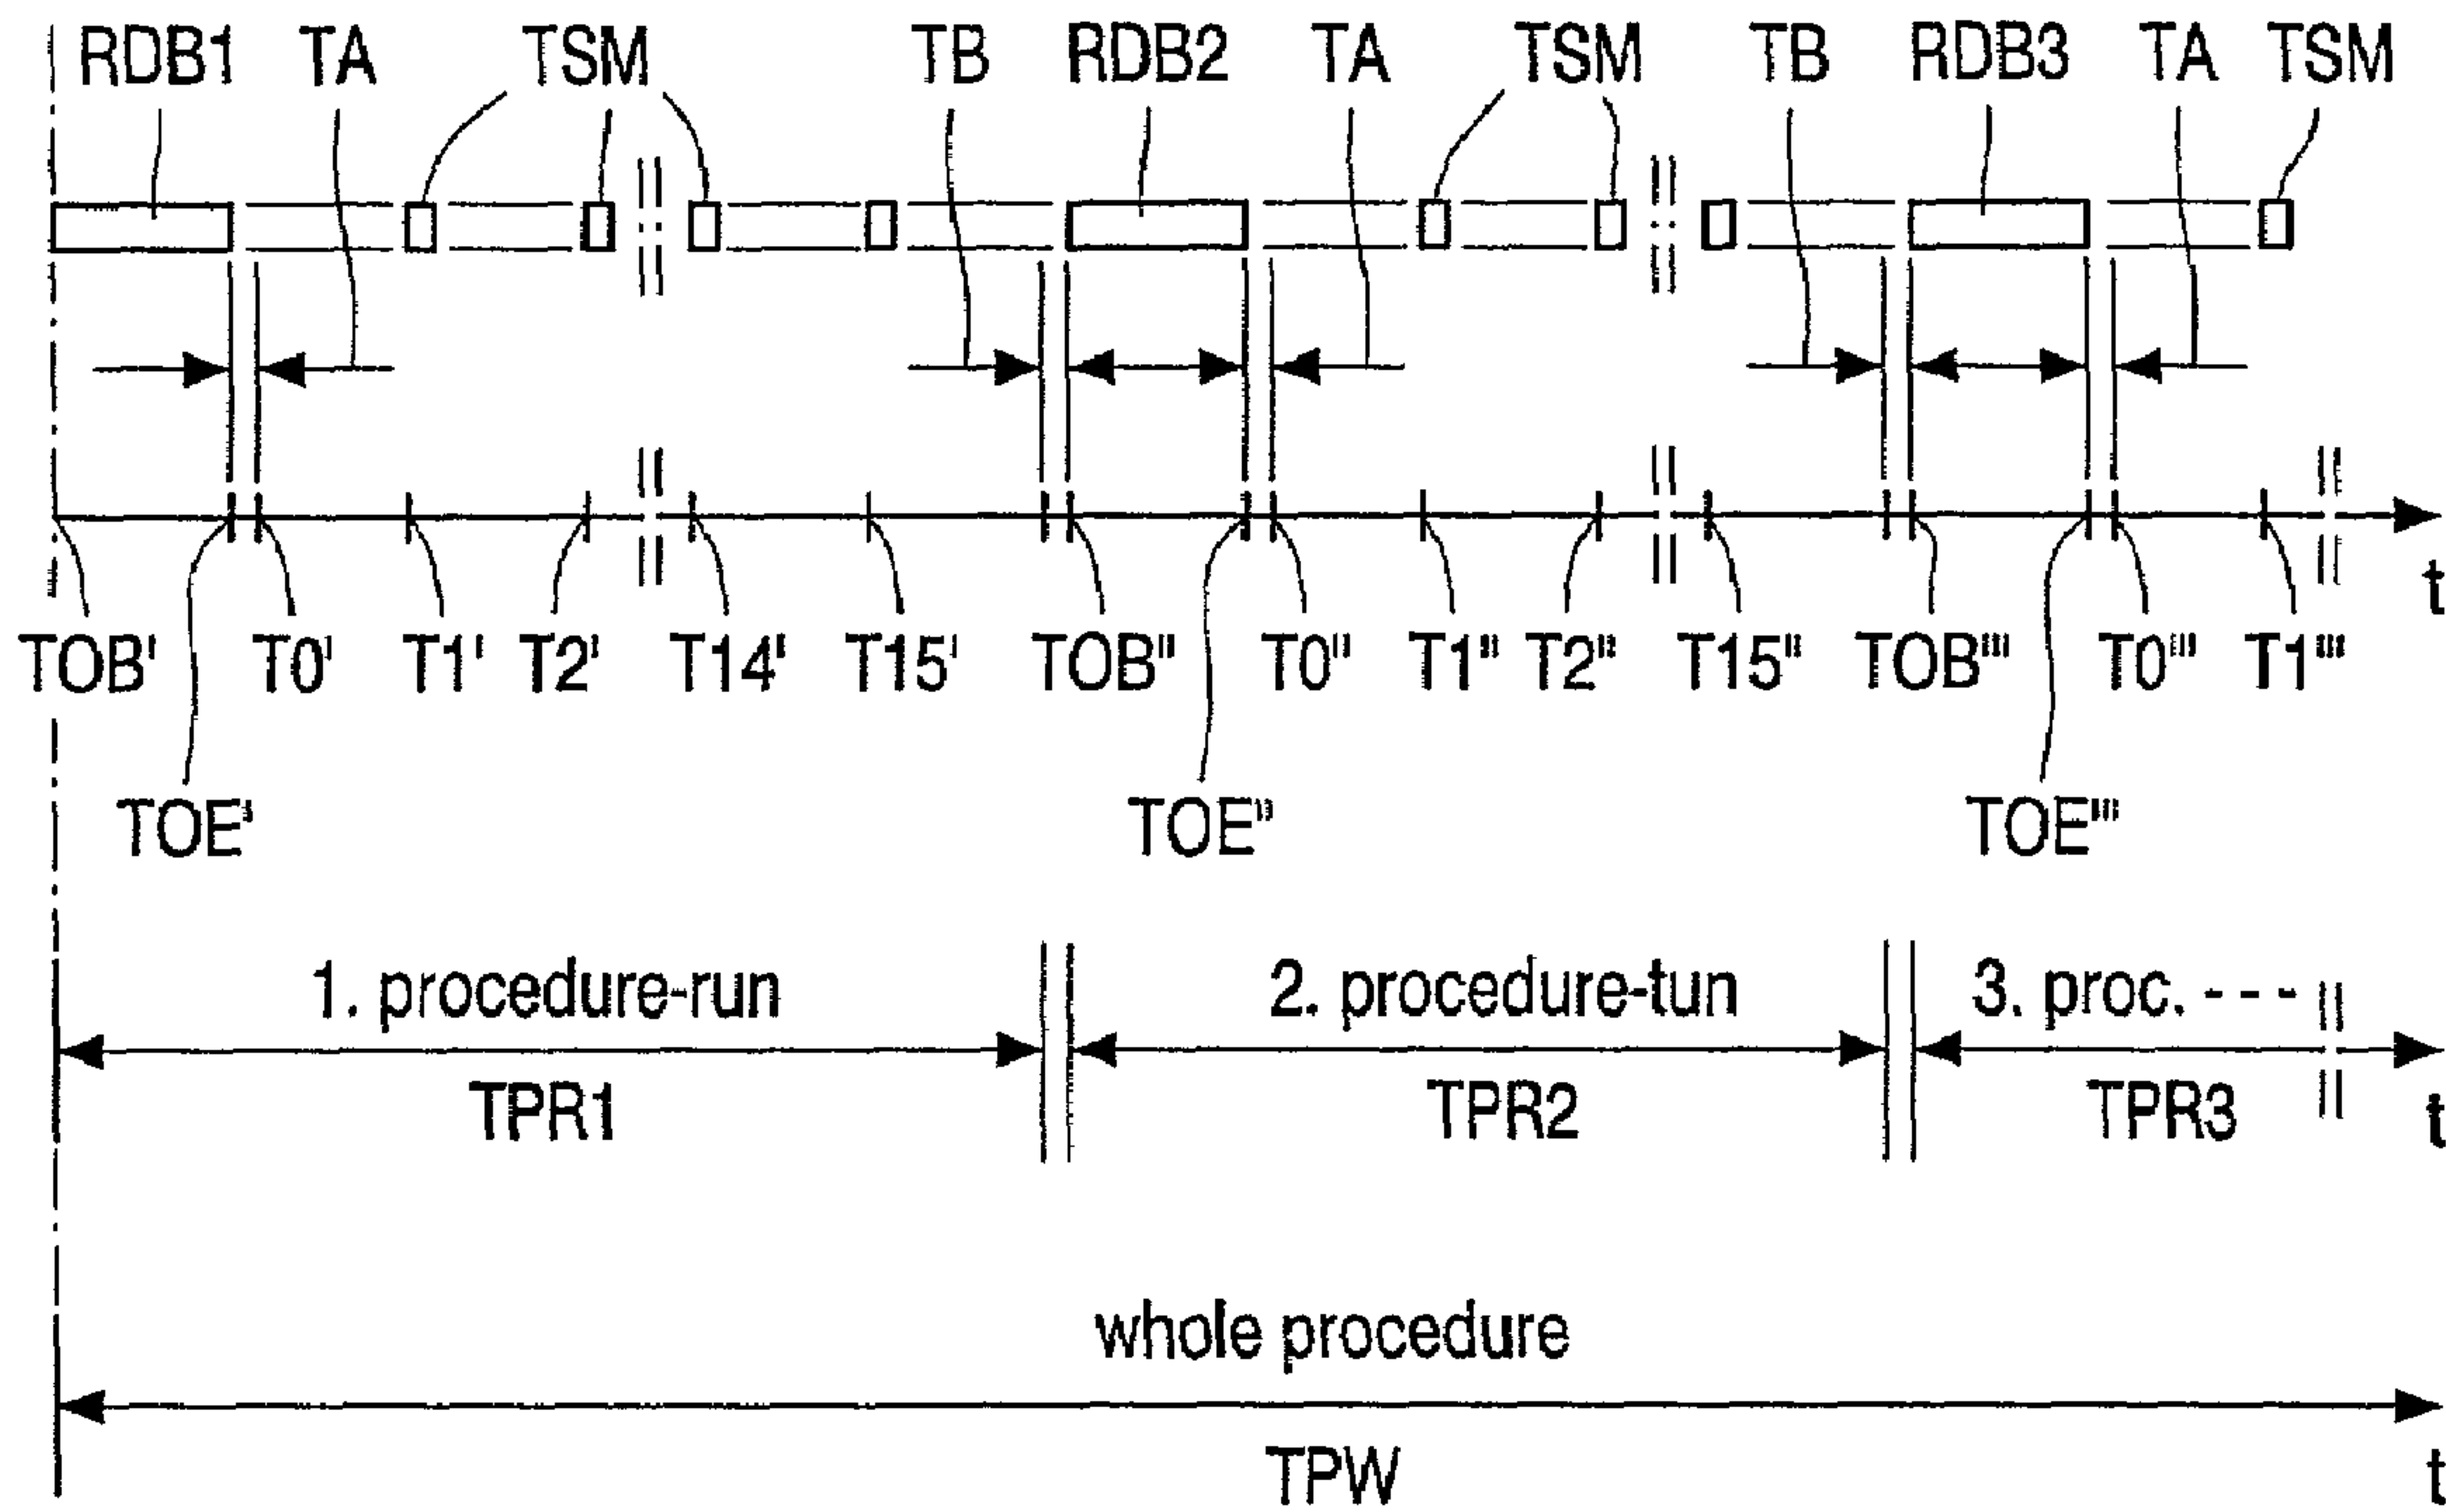 RDB1 TA TSM TB RDB2 TA TSM TB RDB3 TA TSM
t
TOB' T0' T1' T2' T14' T15' TOB" T0" T1" T2" T15" TOB''' T0''' T1'''
TOE' TOE" TOE'''
1. procedure-run 2. procedure-tun 3. proc. ---
TPR1 TPR2 TPR3 t
whole procedure
TPW t